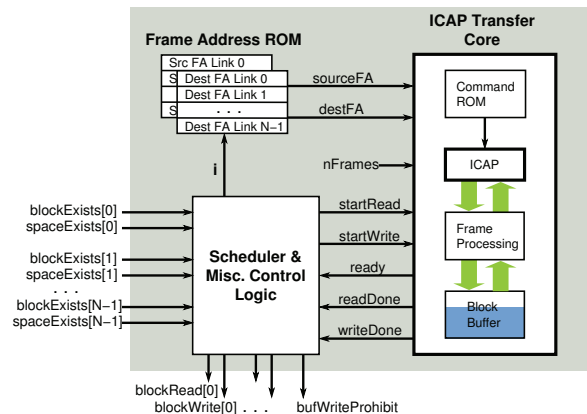 ICAP Transfer
Core
Frame Address ROM
Src FA Link 0
S
Dest FA Link 0
Dest FA Link 1
S
. . .
Dest FA Link N−1
sourceFA
destFA
nFrames
Command
ROM
ICAP
Frame
Processing
Block
Buffer
i
blockExists[0]
spaceExists[0]
blockExists[1]
spaceExists[1]
. . .
blockExists[N−1]
spaceExists[N−1]
Scheduler &
Misc. Control
Logic
startRead
startWrite
ready
readDone
writeDone
blockRead[0]
blockWrite[0] . . .
bufWriteProhibit